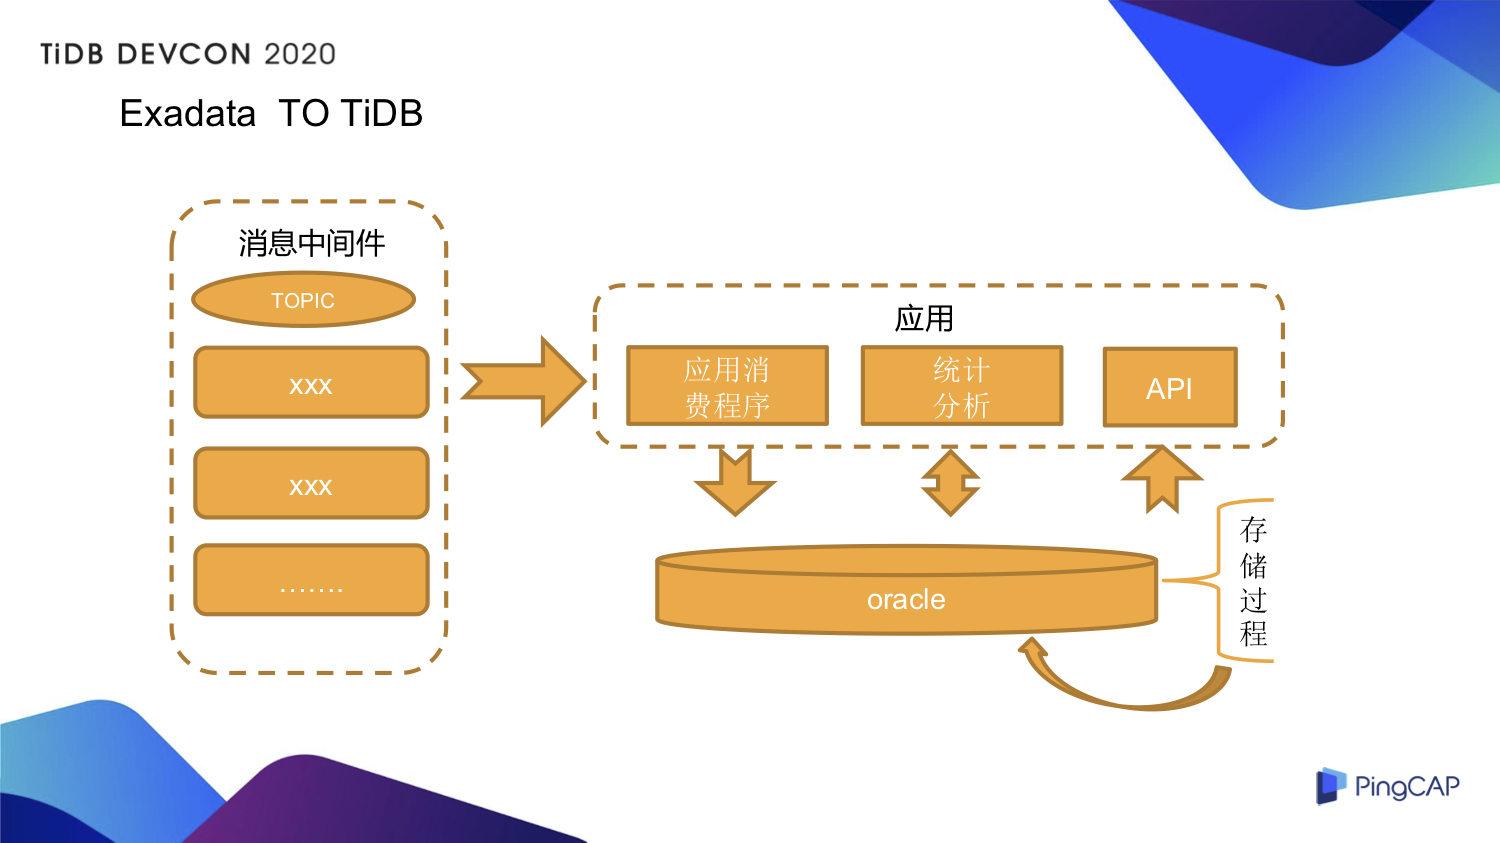 TiDB DEVCON 2020
Exadata  TO TiDB
消息中间件
TOPIC
xxx
xxx
.......
应用
应用消
费程序
统计
分析
API
oracle
存
储
过
程
PingCAP